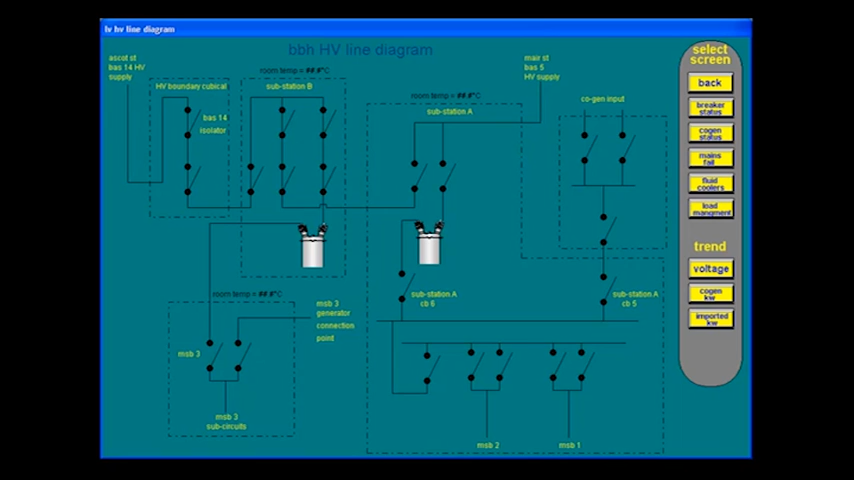 lv hv line diagram
bbh HV line diagram
ascot st
bas 14 HV
supply
HV boundary cubical
bas 14
isolator
room temp = ##.#°C
sub-station B
room temp = ##.#°C
sub-station A
mair st
bas 5
HV supply
co-gen input
sub-station A
cb 6
sub-station A
cb 5
room temp = ##.#°C
msb 3
generator
connection
point
msb 3
msb 3
sub-circuits
msb 2
msb 1
select
screen
back
breaker
status
cogen
status
mains
fail
fluid
coolers
load
mangment
trend
voltage
cogen
kw
imported
kw